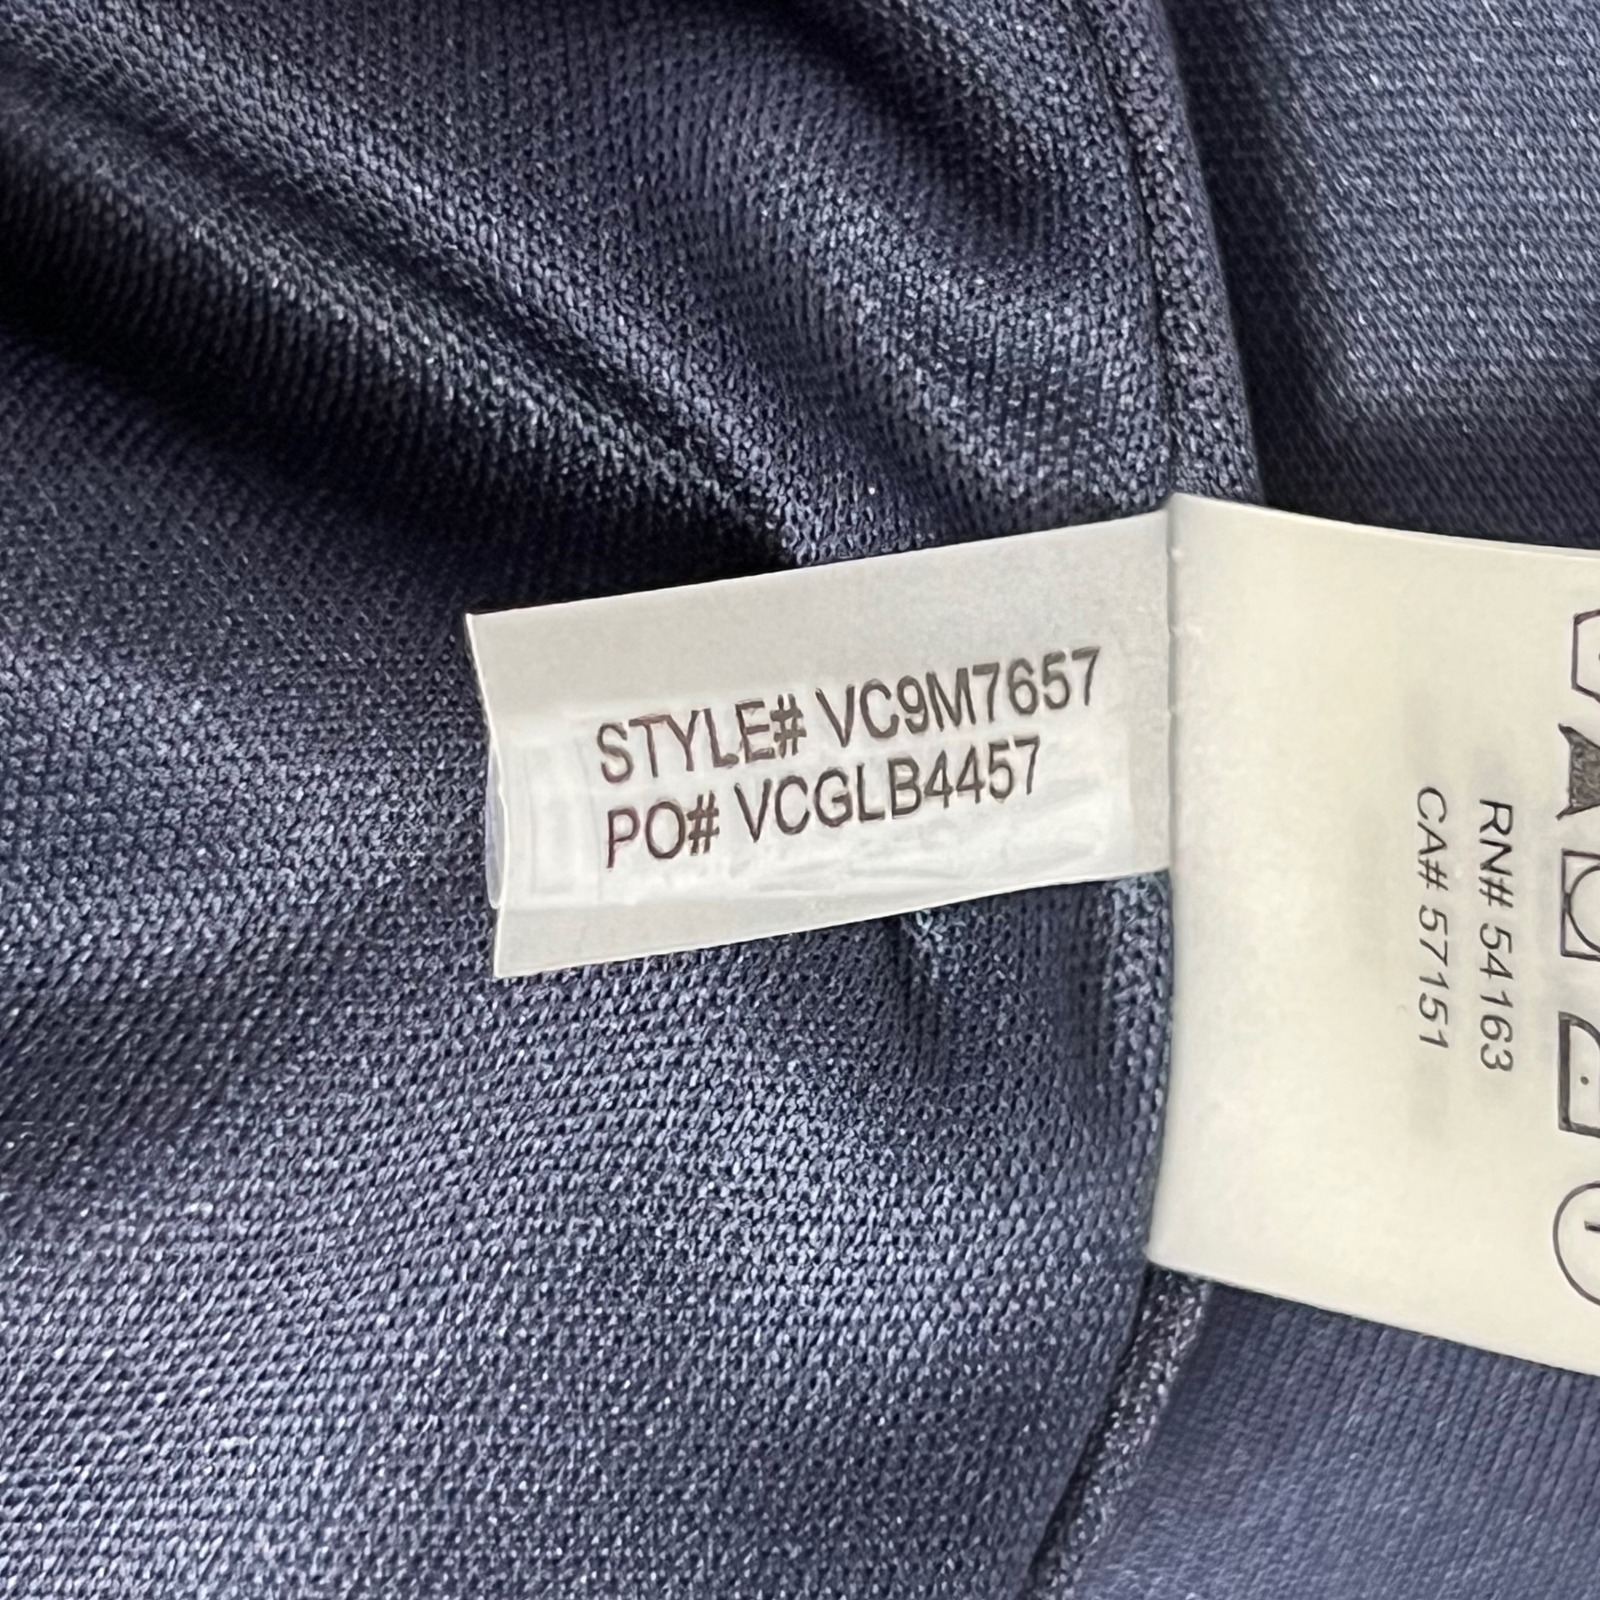 STYLE# VC9M7657
PO# VCGLB4457
RN# 54163
CA# 57151